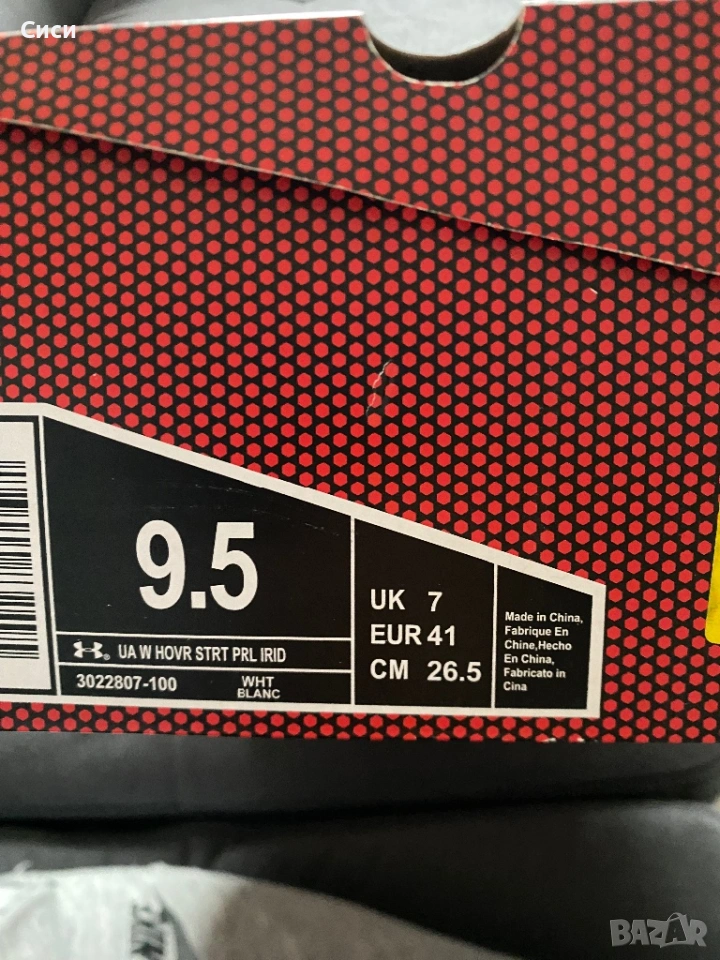 Сиси
9.5
UK 7
EUR 41
CM 26.5
Made in China,
Fabrique En
Chine,Hecho
En China,
Fabricato in
Cina
UA W HOVR STRT PRL IRID
3022807-100
WHT
BLANC
BAZAR